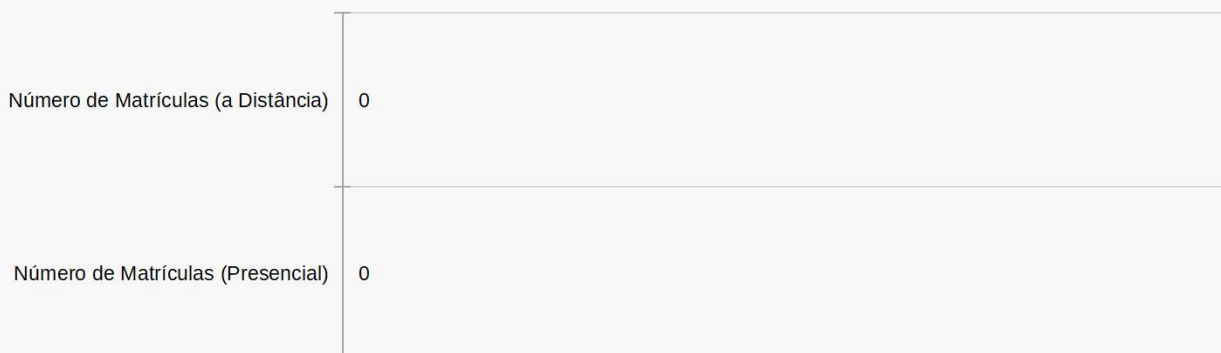 Número de Matrículas (a Distância) 0
Número de Matrículas (Presencial) 0